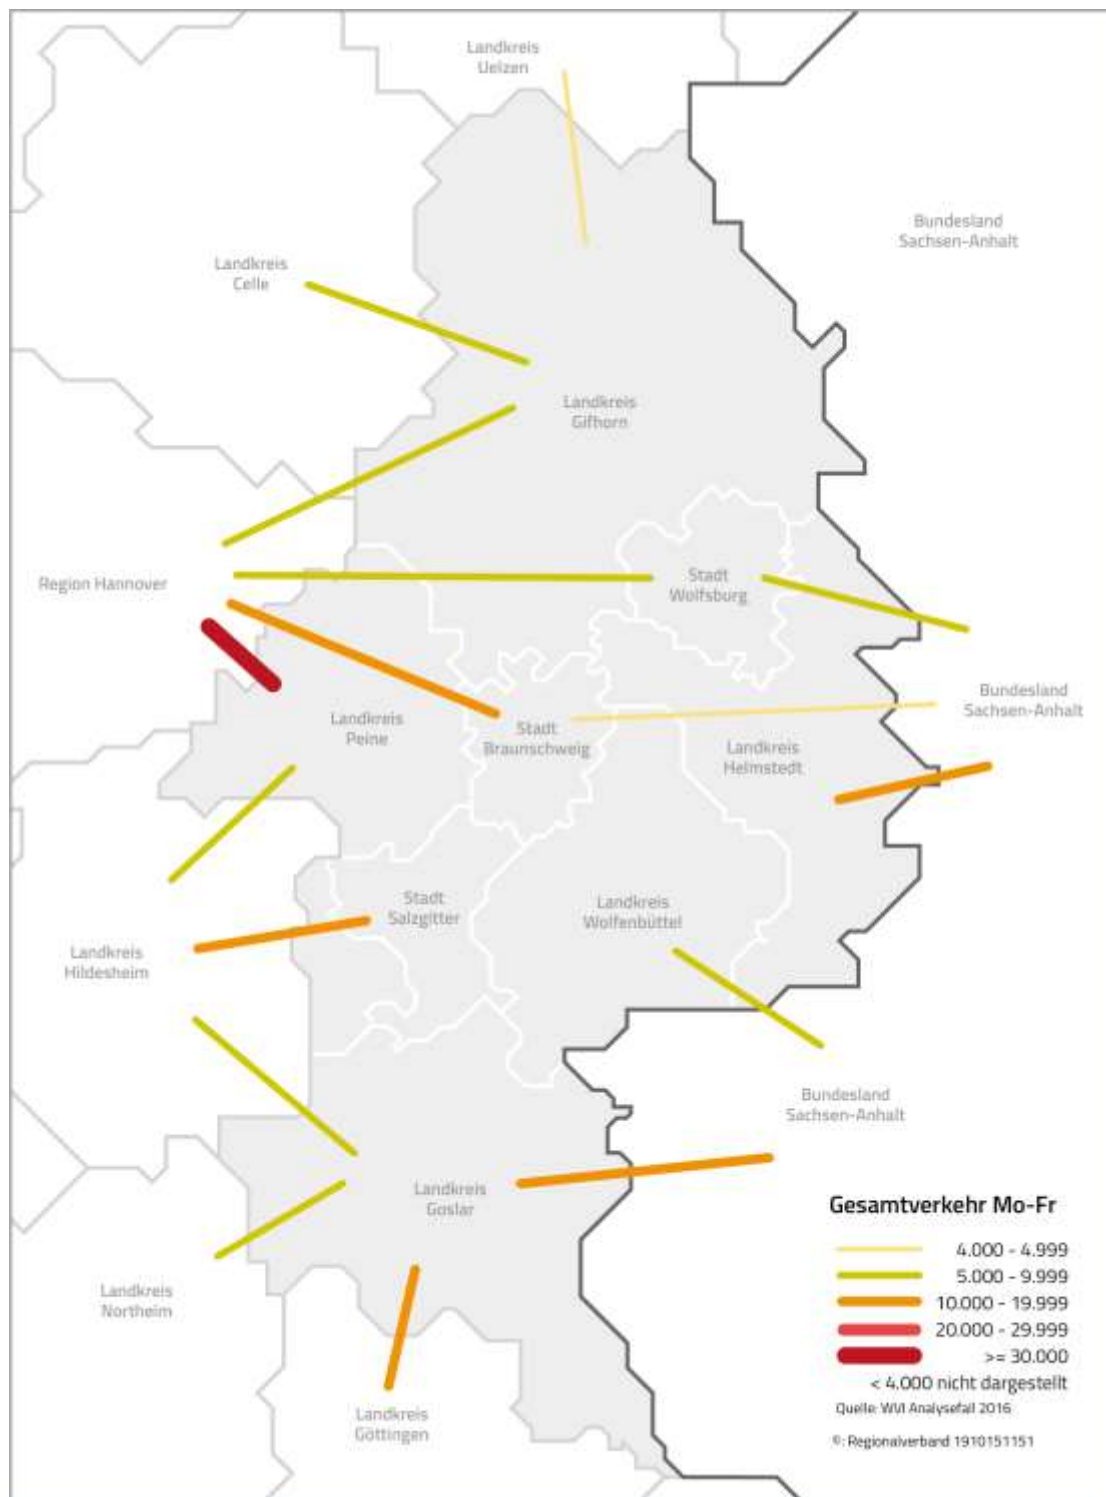 Landkreis
Uelzen
Bundesland
Sachsen-Anhalt
Landkreis
Celle
Landkreis
Gifhorn
Region Hannover
Stadt
Wolfsburg
Bundesland
Sachsen-Anhalt
Landkreis
Peine
Stadt
Braunschweig
Landkreis
Helmstedt
Stadt
Salzgitter
Landkreis
Wolfenbüttel
Landkreis
Hildesheim
Bundesland
Sachsen-Anhalt
Landkreis
Goslar
Landkreis
Northeim
Landkreis
Göttingen
Gesamtverkehr Mo-Fr
4.000 - 4.999
5.000 - 9.999
10.000 - 19.999
20.000 - 29.999
>= 30.000
< 4.000 nicht dargestellt
Quelle: WVI Analysefall 2016
©: Regionalverband 1910151151